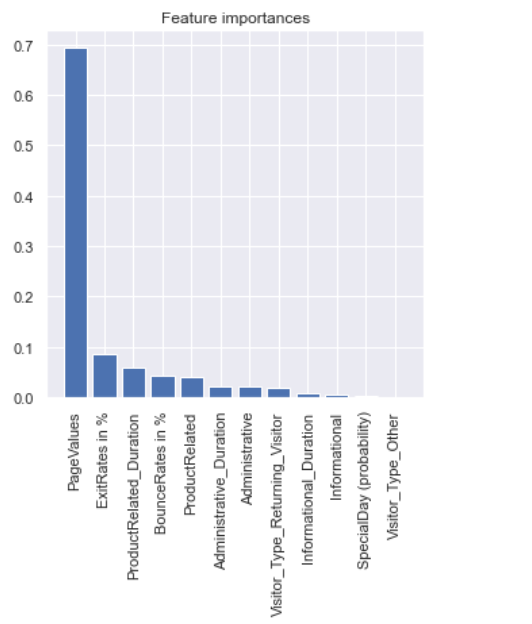 Feature importances
0.7
0.6
0.5
0.4
0.3
0.2
0.1
0.0
PageValues
ExitRates in %
ProductRelated_Duration
BounceRates in %
ProductRelated
Administrative_Duration
Administrative
Visitor_Type_Returning_Visitor
Informational_Duration
Informational
SpecialDay (probability)
Visitor_Type_Other